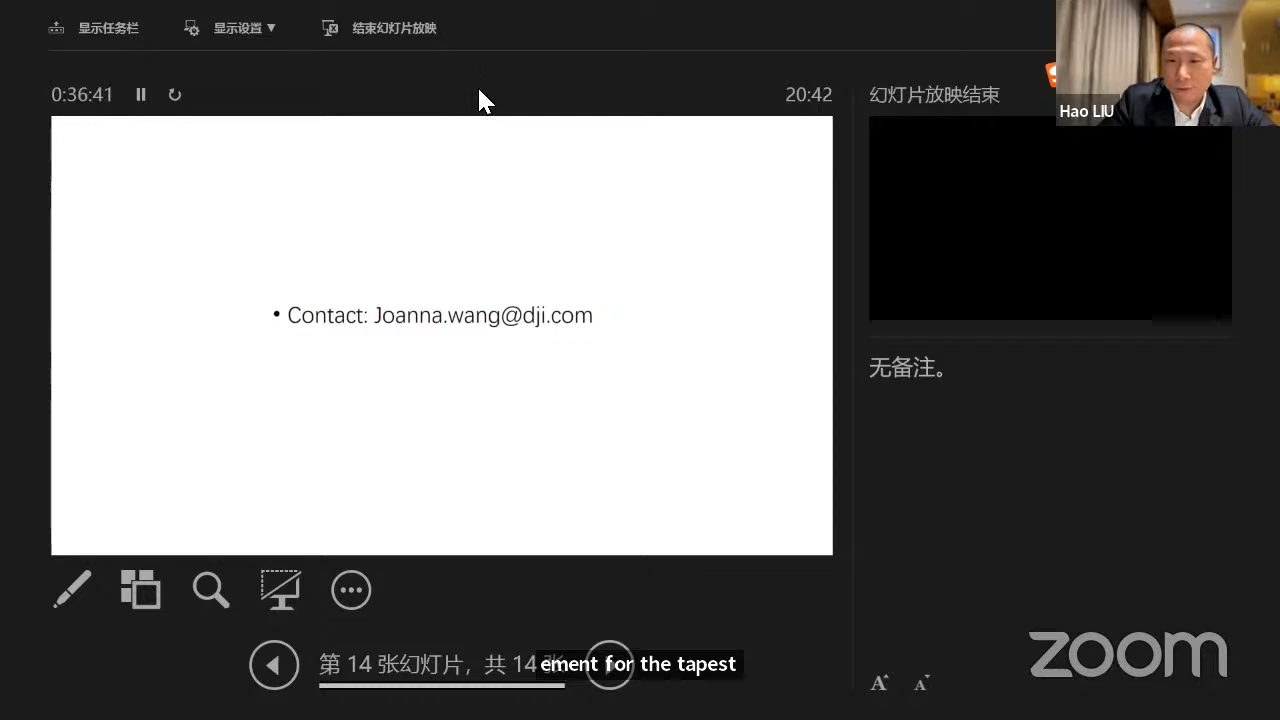 显示任务栏 显示设置 ▼ 结束幻灯片放映
0:36:41 20:42 幻灯片放映结束
Hao LIU
• Contact: Joanna.wang@dji.com
无备注。
第 14 张幻灯片，共 14 张
ement for the tapest
zoom
A A